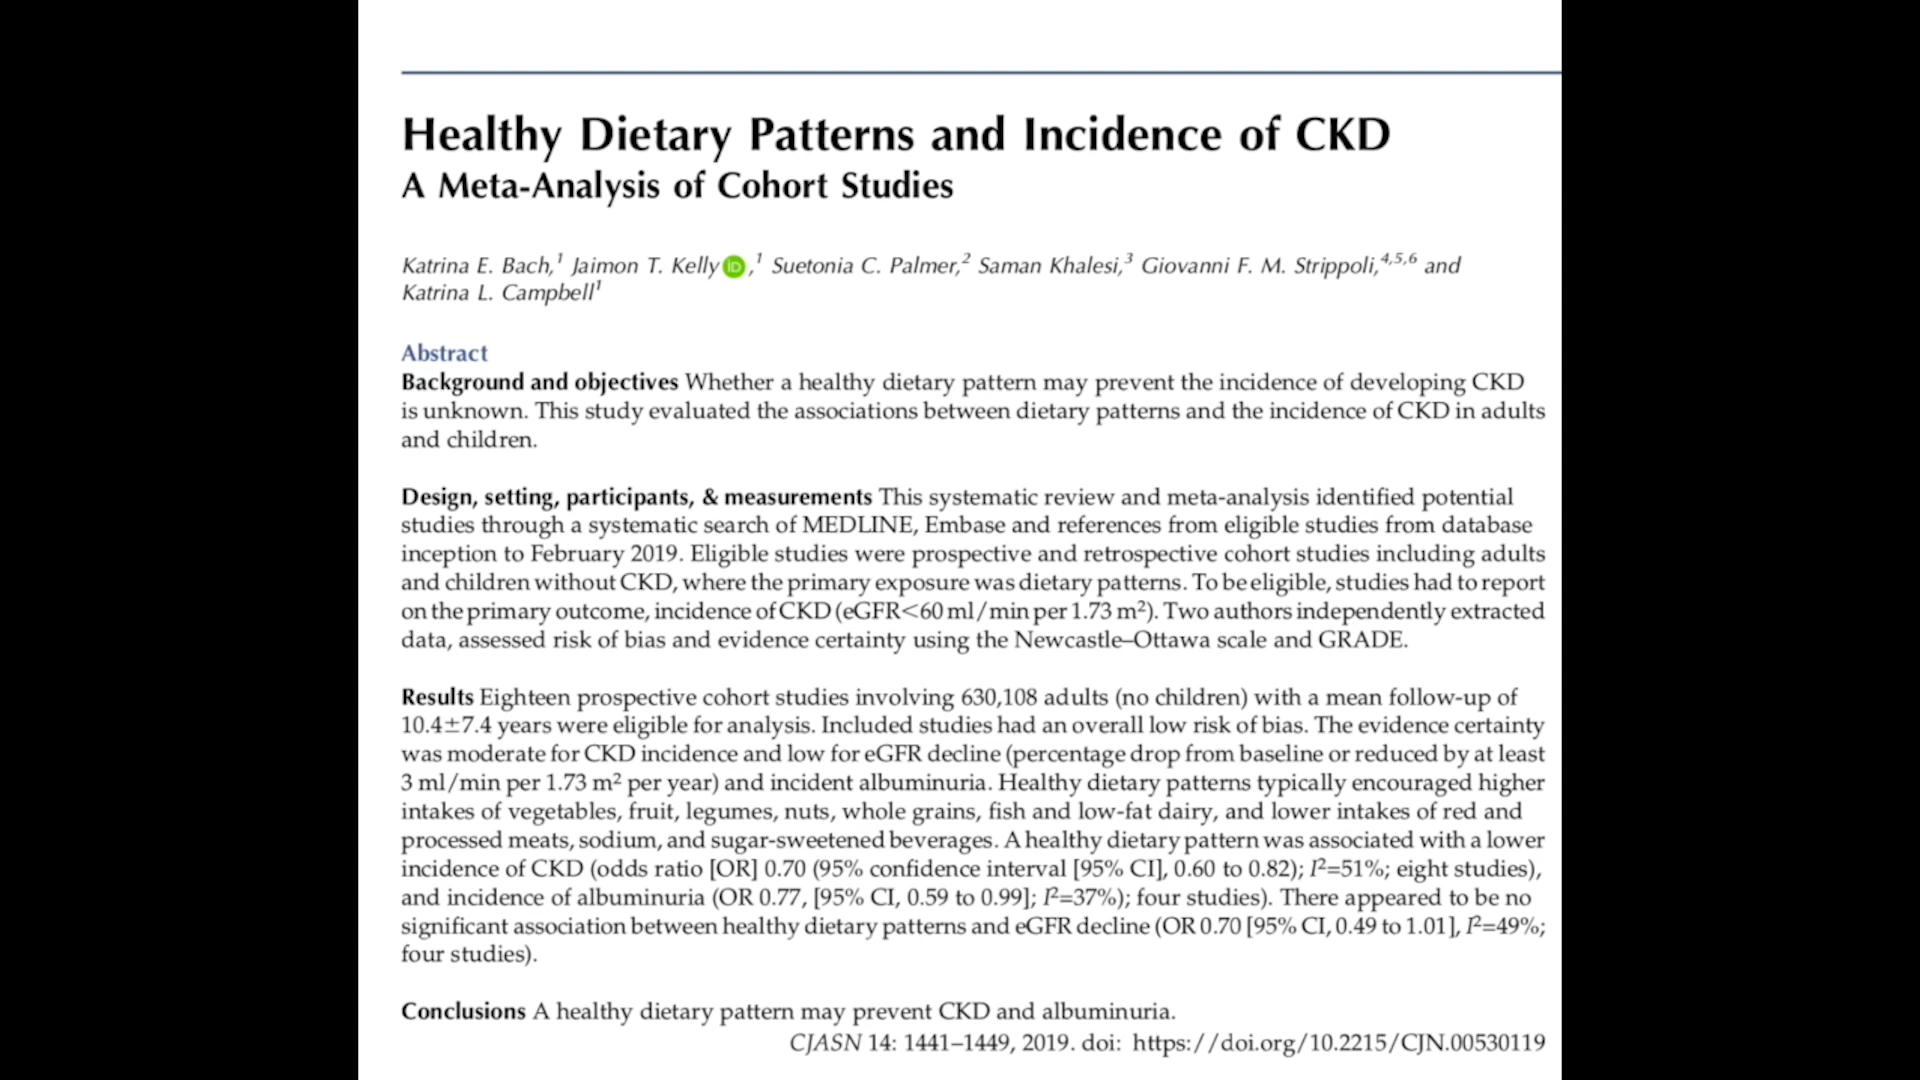 Healthy Dietary Patterns and Incidence of CKD
A Meta-Analysis of Cohort Studies
Katrina E. Bach,¹ Jaimon T. Kelly iD,¹ Suetonia C. Palmer,² Saman Khalesi,³ Giovanni F. M. Strippoli,⁴,⁵,⁶ and
Katrina L. Campbell¹
Abstract
Background and objectives Whether a healthy dietary pattern may prevent the incidence of developing CKD
is unknown. This study evaluated the associations between dietary patterns and the incidence of CKD in adults
and children.
Design, setting, participants, & measurements This systematic review and meta-analysis identified potential
studies through a systematic search of MEDLINE, Embase and references from eligible studies from database
inception to February 2019. Eligible studies were prospective and retrospective cohort studies including adults
and children without CKD, where the primary exposure was dietary patterns. To be eligible, studies had to report
on the primary outcome, incidence of CKD (eGFR<60 ml/min per 1.73 m²). Two authors independently extracted
data, assessed risk of bias and evidence certainty using the Newcastle–Ottawa scale and GRADE.
Results Eighteen prospective cohort studies involving 630,108 adults (no children) with a mean follow-up of
10.4±7.4 years were eligible for analysis. Included studies had an overall low risk of bias. The evidence certainty
was moderate for CKD incidence and low for eGFR decline (percentage drop from baseline or reduced by at least
3 ml/min per 1.73 m² per year) and incident albuminuria. Healthy dietary patterns typically encouraged higher
intakes of vegetables, fruit, legumes, nuts, whole grains, fish and low-fat dairy, and lower intakes of red and
processed meats, sodium, and sugar-sweetened beverages. A healthy dietary pattern was associated with a lower
incidence of CKD (odds ratio [OR] 0.70 (95% confidence interval [95% CI], 0.60 to 0.82); I²=51%; eight studies),
and incidence of albuminuria (OR 0.77, [95% CI, 0.59 to 0.99]; I²=37%); four studies). There appeared to be no
significant association between healthy dietary patterns and eGFR decline (OR 0.70 [95% CI, 0.49 to 1.01], I²=49%;
four studies).
Conclusions A healthy dietary pattern may prevent CKD and albuminuria.
CJASN 14: 1441–1449, 2019. doi: https://doi.org/10.2215/CJN.00530119